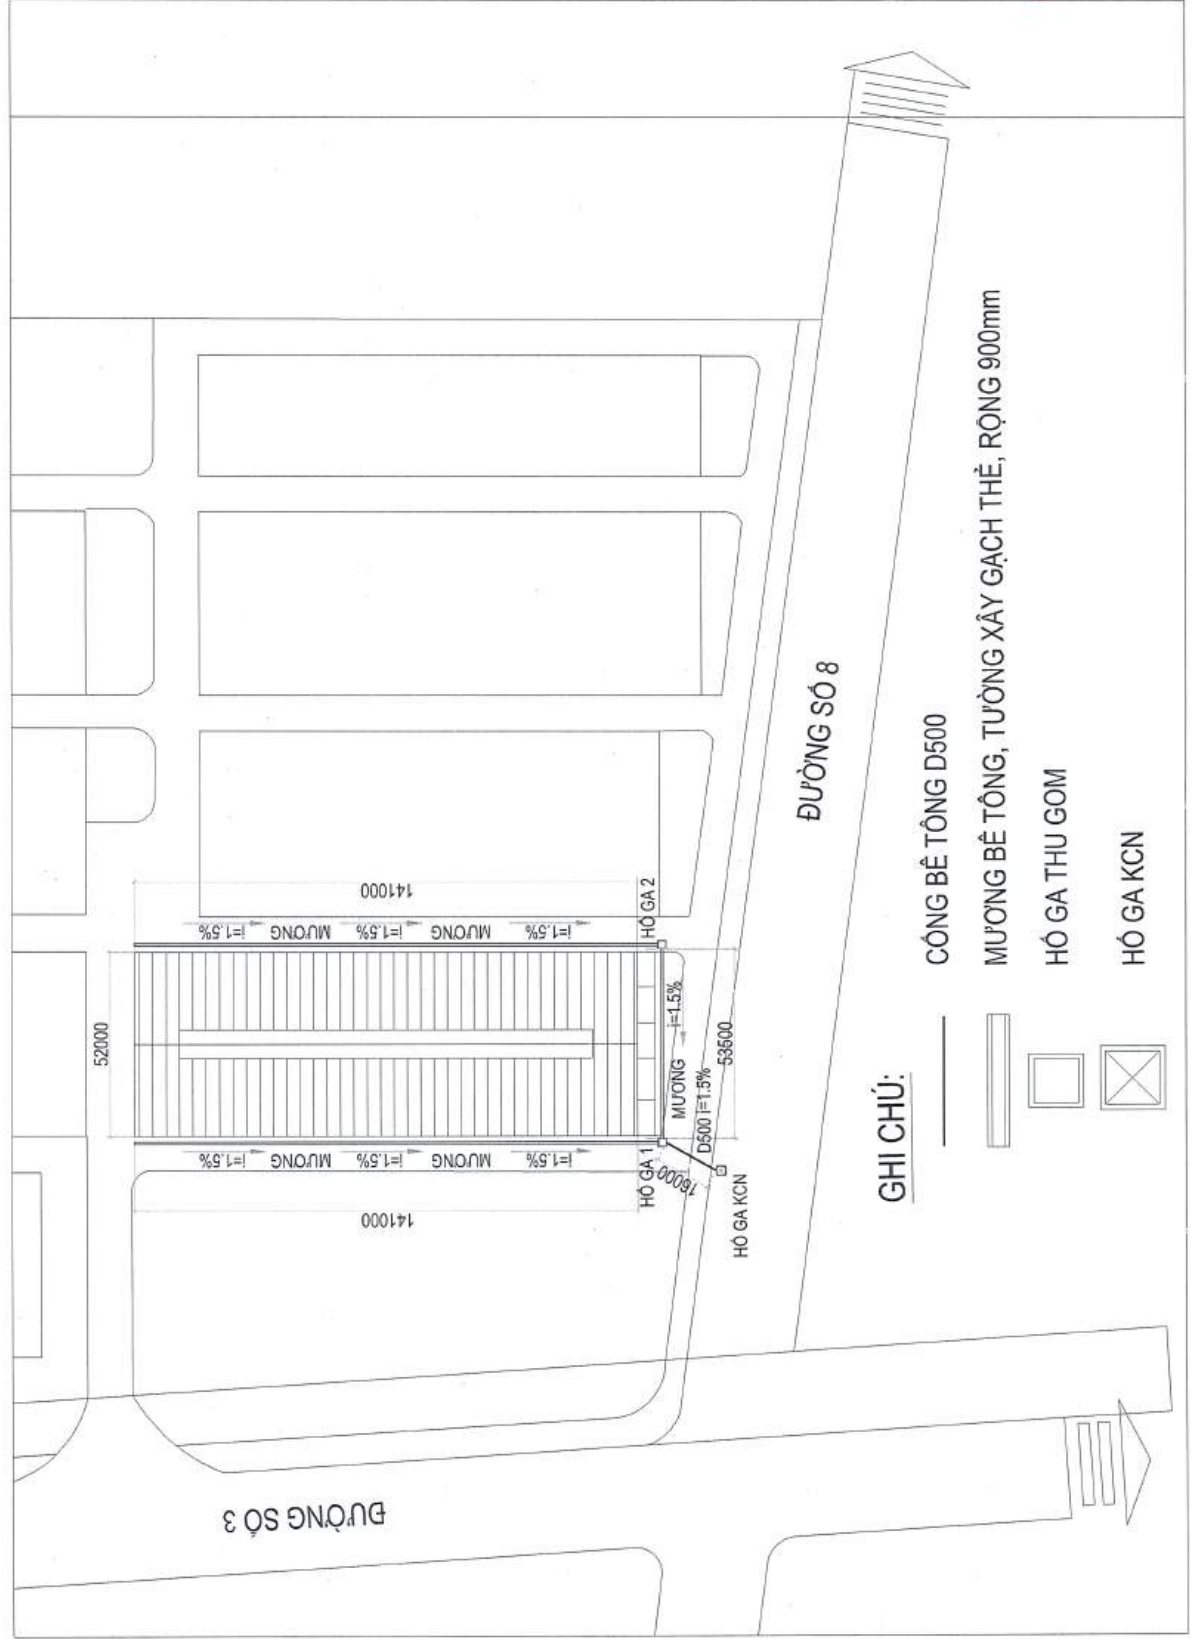 52000
ĐƯỜNG SỐ 3
141000
i=1.5%
MƯƠNG
i=1.5%
MƯƠNG
i=1.5%
141000
i=1.5%
MƯƠNG
i=1.5%
MƯƠNG
i=1.5%
HỐ GA 1
HỐ GA 2
16000
MƯƠNG
i=1.5%
D500 i=1.5%
53500
HỐ GA KCN
ĐƯỜNG SỐ 8
GHI CHÚ:
CỐNG BÊ TÔNG D500
MƯƠNG BÊ TÔNG, TƯỜNG XÂY GẠCH THẺ, RỘNG 900mm
HỐ GA THU GOM
HỐ GA KCN